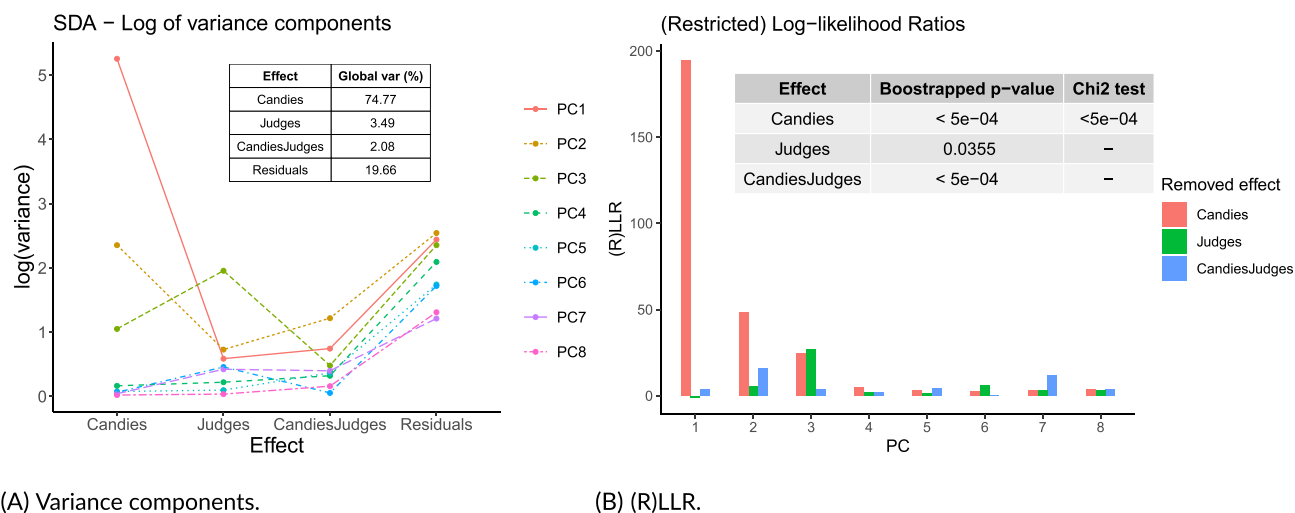 SDA − Log of variance components
log(variance)
5
4
3
2
1
0
Effect Global var (%)
Candies 74.77
Judges 3.49
CandiesJudges 2.08
Residuals 19.66
Candies Judges CandiesJudges Residuals
Effect
PC1
PC2
PC3
PC4
PC5
PC6
PC7
PC8
(A) Variance components.
(Restricted) Log−likelihood Ratios
(R)LLR
200
150
100
50
0
Effect Boostrapped p−value Chi2 test
Candies < 5e−04 <5e−04
Judges 0.0355 −
CandiesJudges < 5e−04 −
1 2 3 4 5 6 7 8
PC
Removed effect
Candies
Judges
CandiesJudges
(B) (R)LLR.